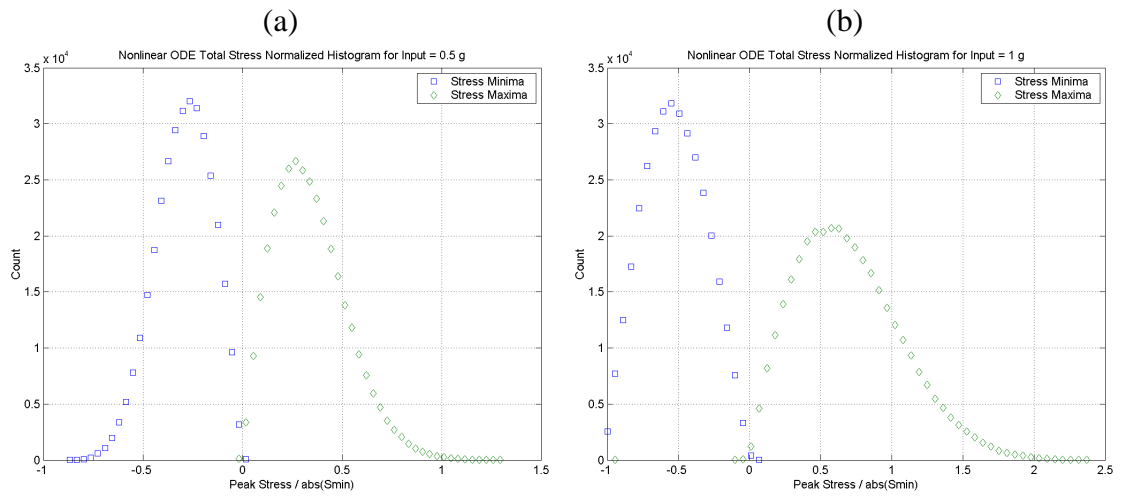 (a)
Nonlinear ODE Total Stress Normalized Histogram for Input = 0.5 g
x 10^4
3.5
3
2.5
2
1.5
1
0.5
0
Count
-1
-0.5
0
0.5
1
1.5
Peak Stress / abs(Smin)
Stress Minima
Stress Maxima
(b)
Nonlinear ODE Total Stress Normalized Histogram for Input = 1 g
x 10^4
3.5
3
2.5
2
1.5
1
0.5
0
Count
-1
-0.5
0
0.5
1
1.5
2
2.5
Peak Stress / abs(Smin)
Stress Minima
Stress Maxima